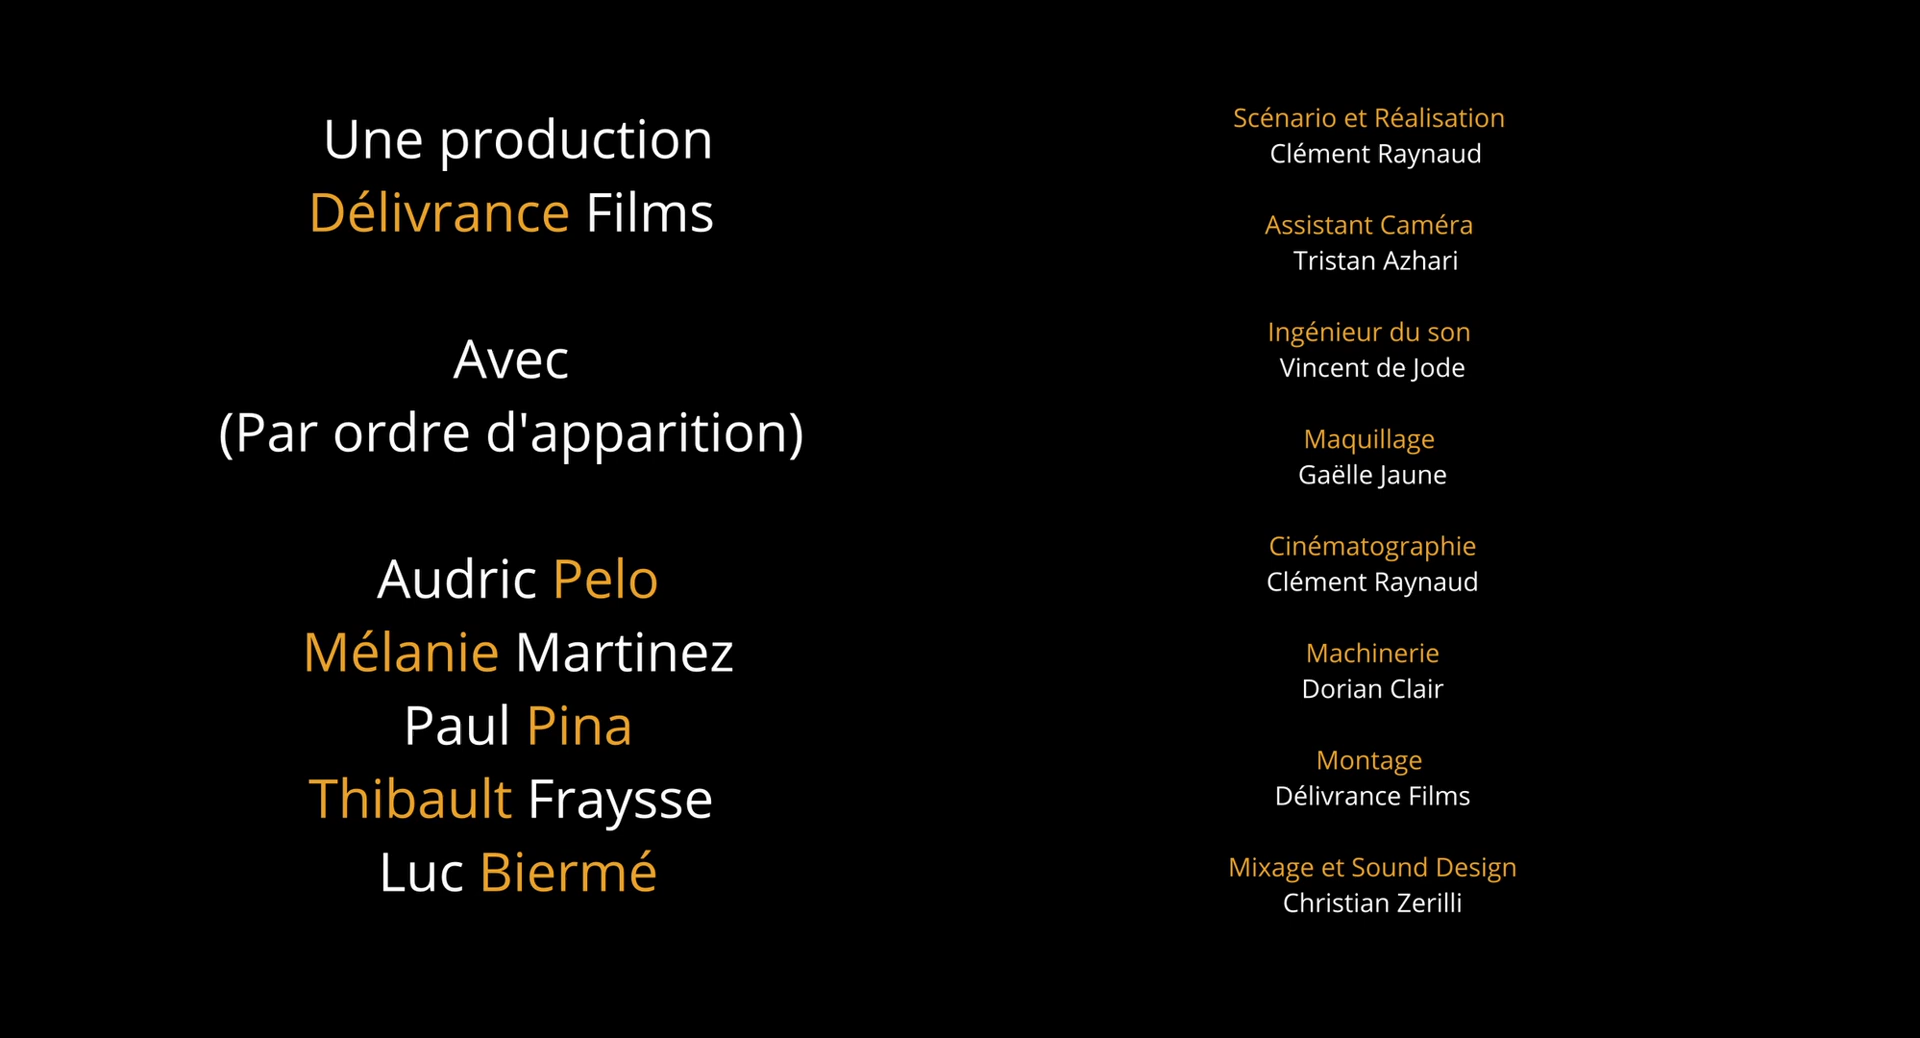 Une production
Délivrance Films
Avec
(Par ordre d'apparition)
Audric Pelo
Mélanie Martinez
Paul Pina
Thibault Fraysse
Luc Biermé
Scénario et Réalisation
Clément Raynaud
Assistant Caméra
Tristan Azhari
Ingénieur du son
Vincent de Jode
Maquillage
Gaëlle Jaune
Cinématographie
Clément Raynaud
Machinerie
Dorian Clair
Montage
Délivrance Films
Mixage et Sound Design
Christian Zerilli